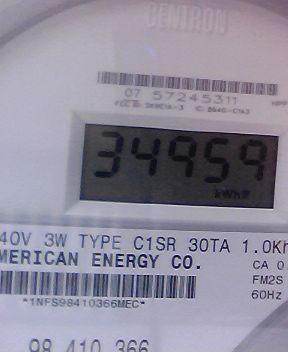 CENTRON
07 57245311
34959
kWhR
40V 3W TYPE C1SR 30TA 1.0Kh
MERICAN ENERGY CO.
CA 0
FM2S
*1NFS98410366MEC*
60Hz
98 410 366